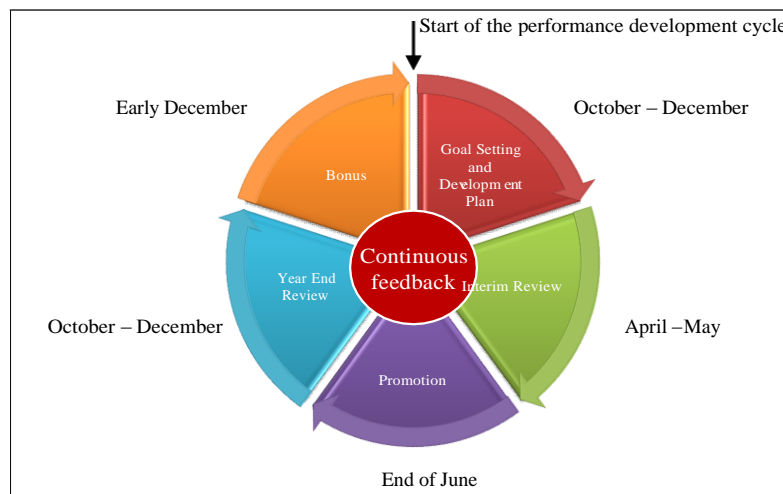 Start of the performance development cycle
Early December
October – December
Goal Setting
and
Development
Plan
Bonus
Continuous
feedback
Year End
Review
Interim Review
October – December
April –May
Promotion
End of June